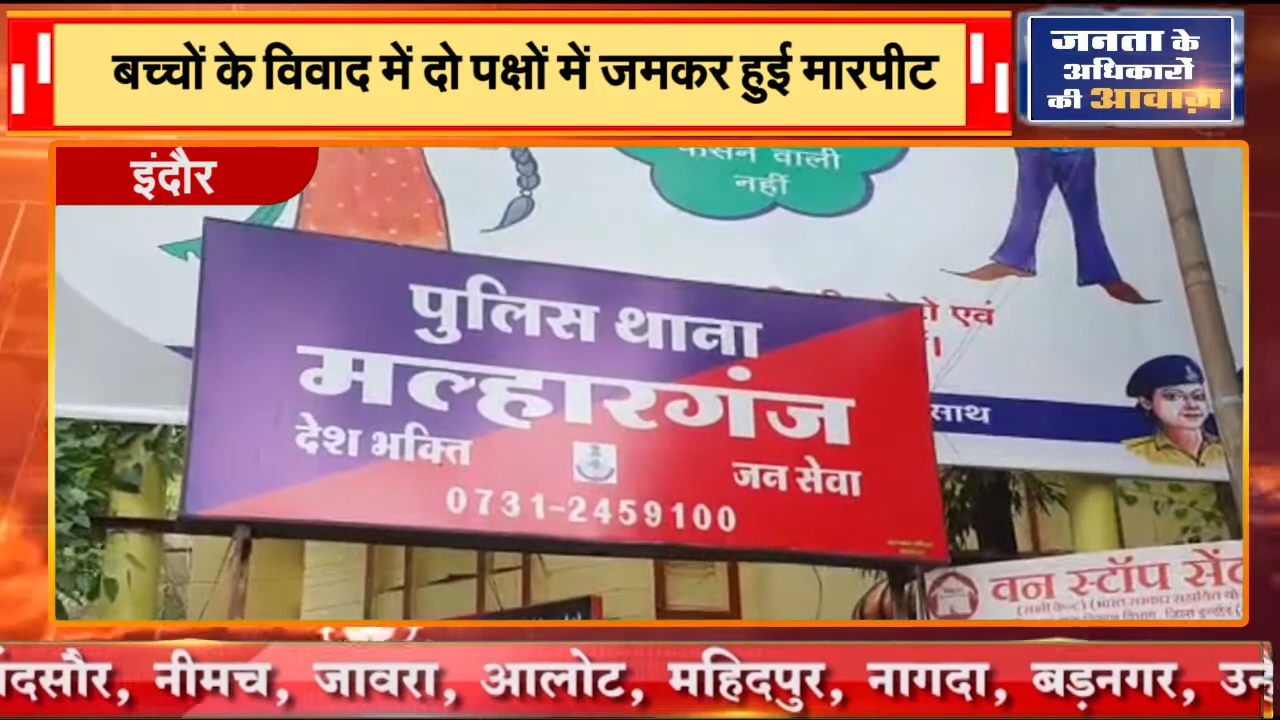 बच्चों के विवाद में दो पक्षों में जमकर हुई मारपीट
जनता के
अधिकारों
की आवाज़
इंदौर
वाली
नहीं
एवं
पुलिस थाना
मल्हारगंज
देश भक्ति
जन सेवा
0731-2459100
साथ
वन स्टॉप
नीमच, जावरा, आलोट, महिदपुर, नागदा, बड़नगर,